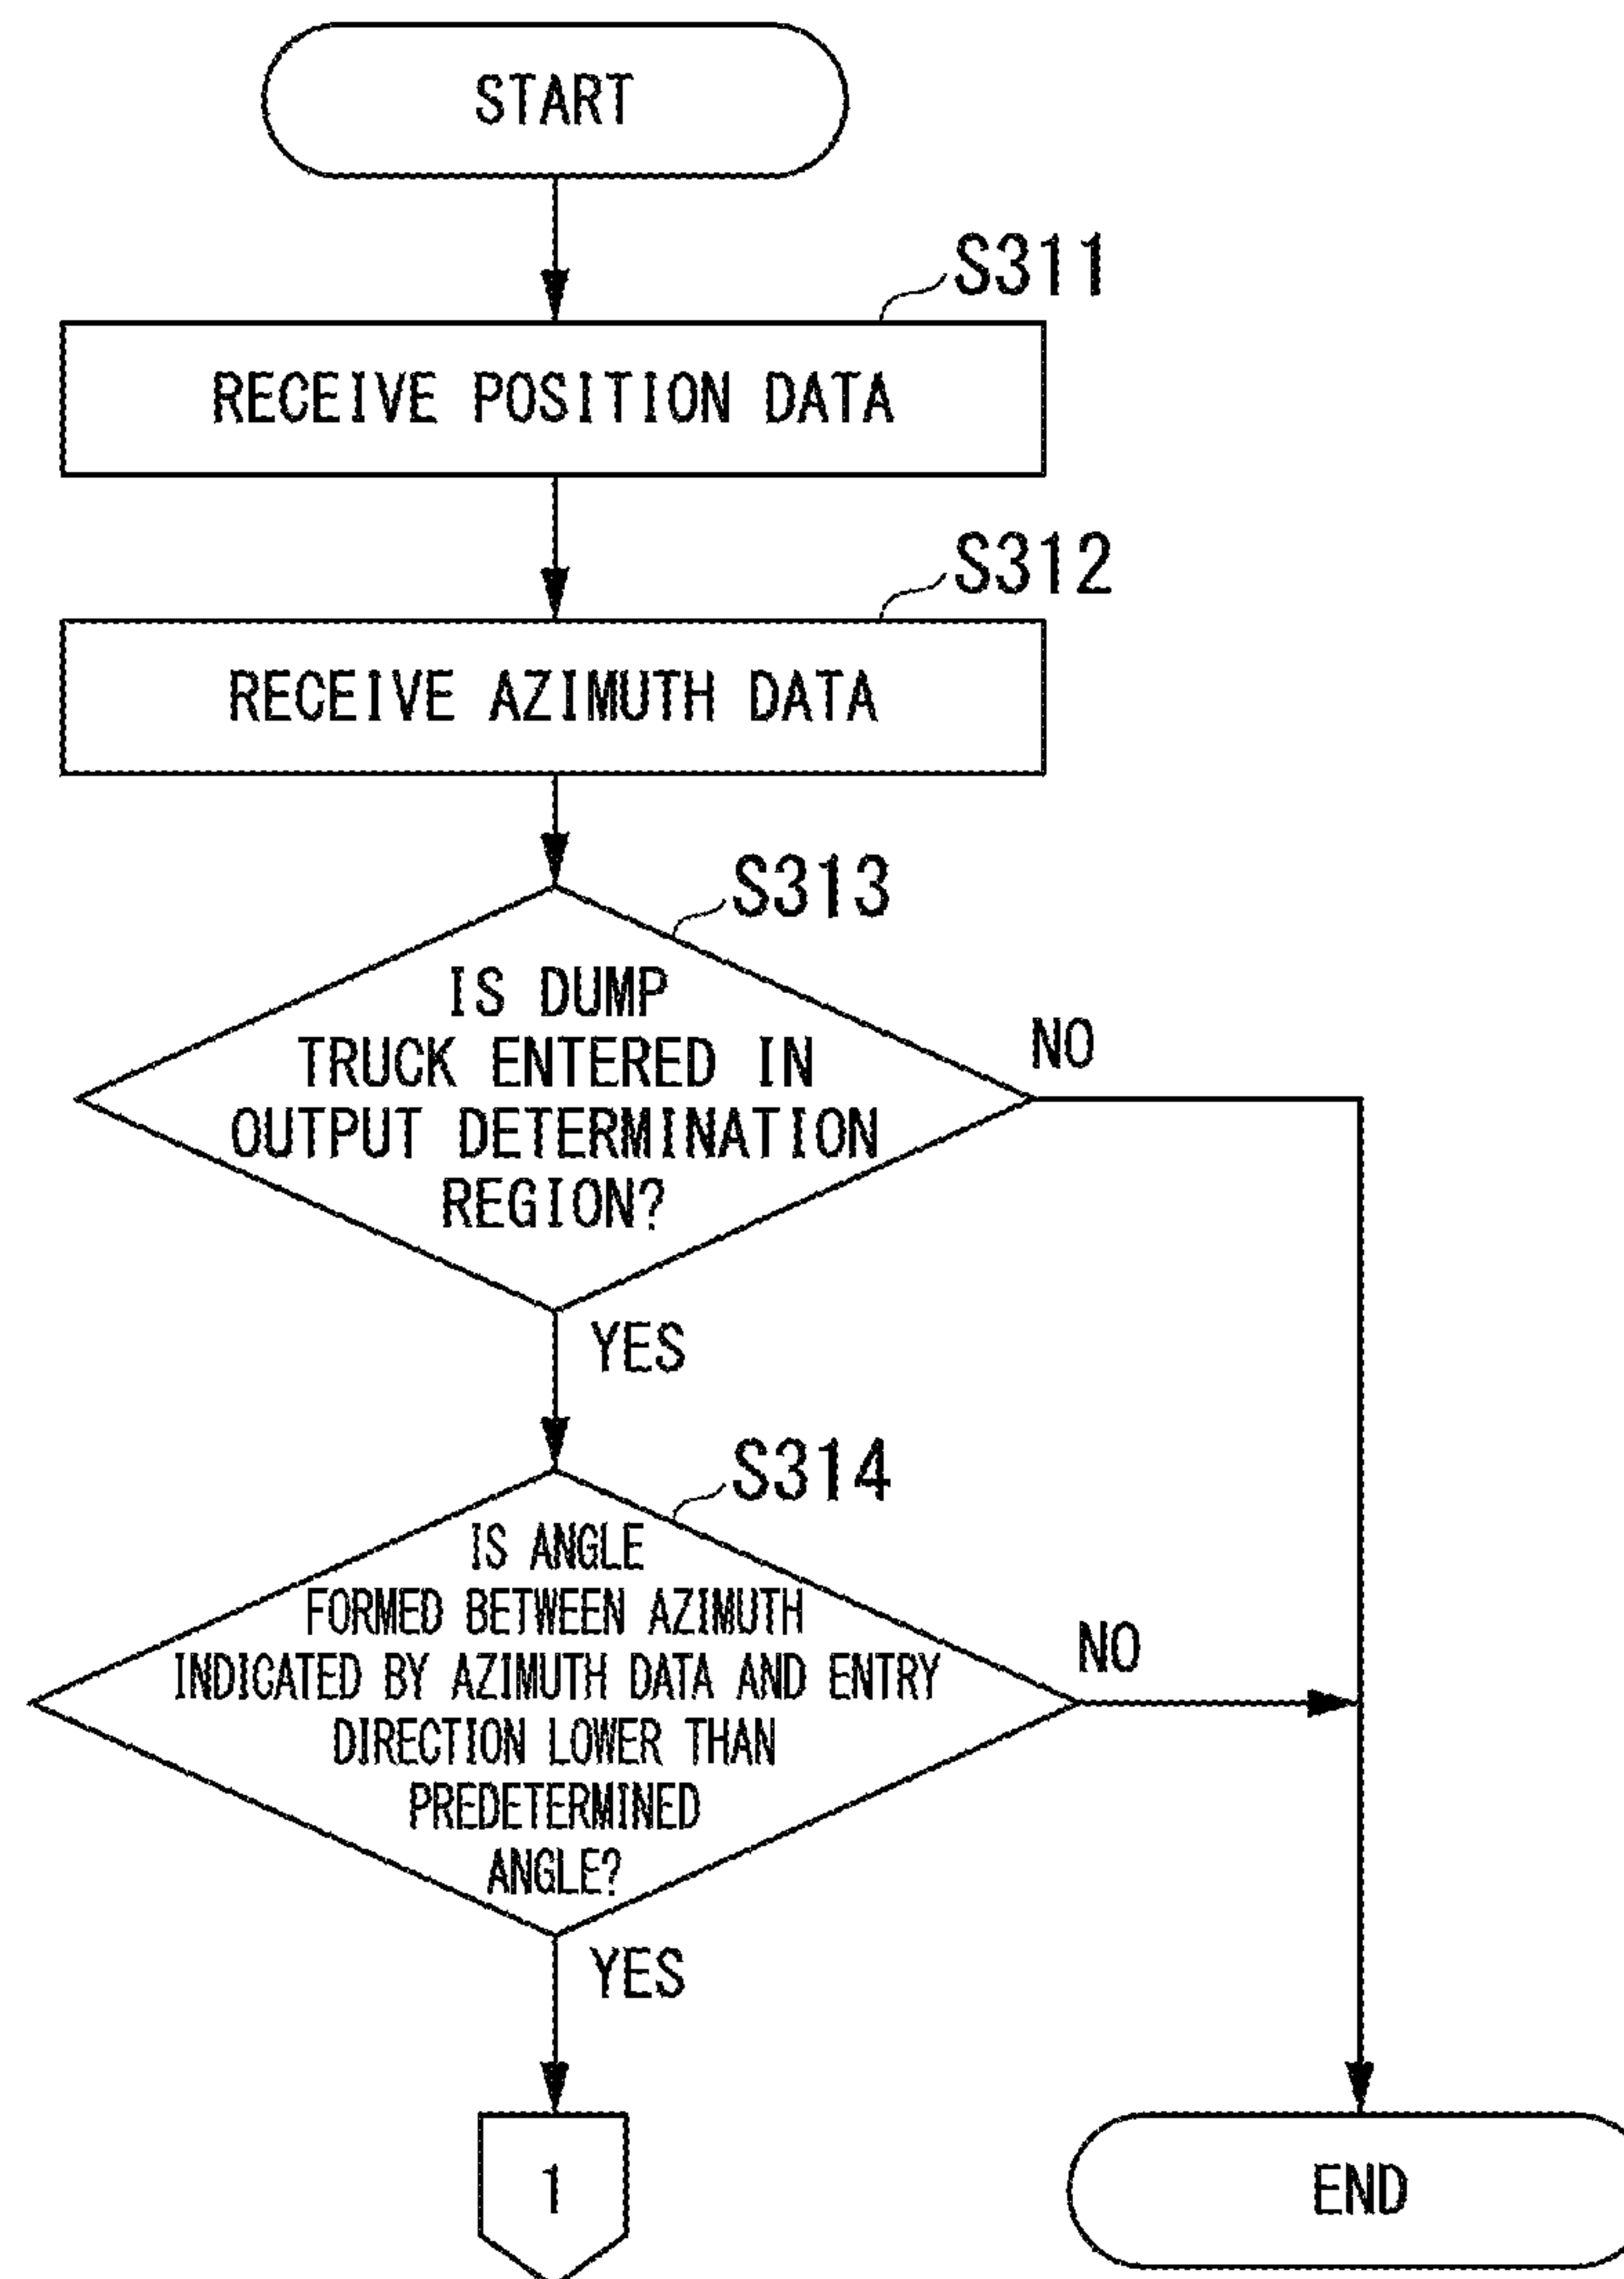 START
S311
RECEIVE POSITION DATA
S312
RECEIVE AZIMUTH DATA
S313
IS DUMP
TRUCK ENTERED IN
OUTPUT DETERMINATION
REGION?
NO
YES
S314
IS ANGLE
FORMED BETWEEN AZIMUTH
INDICATED BY AZIMUTH DATA AND ENTRY
DIRECTION LOWER THAN
PREDETERMINED
ANGLE?
NO
YES
1
END